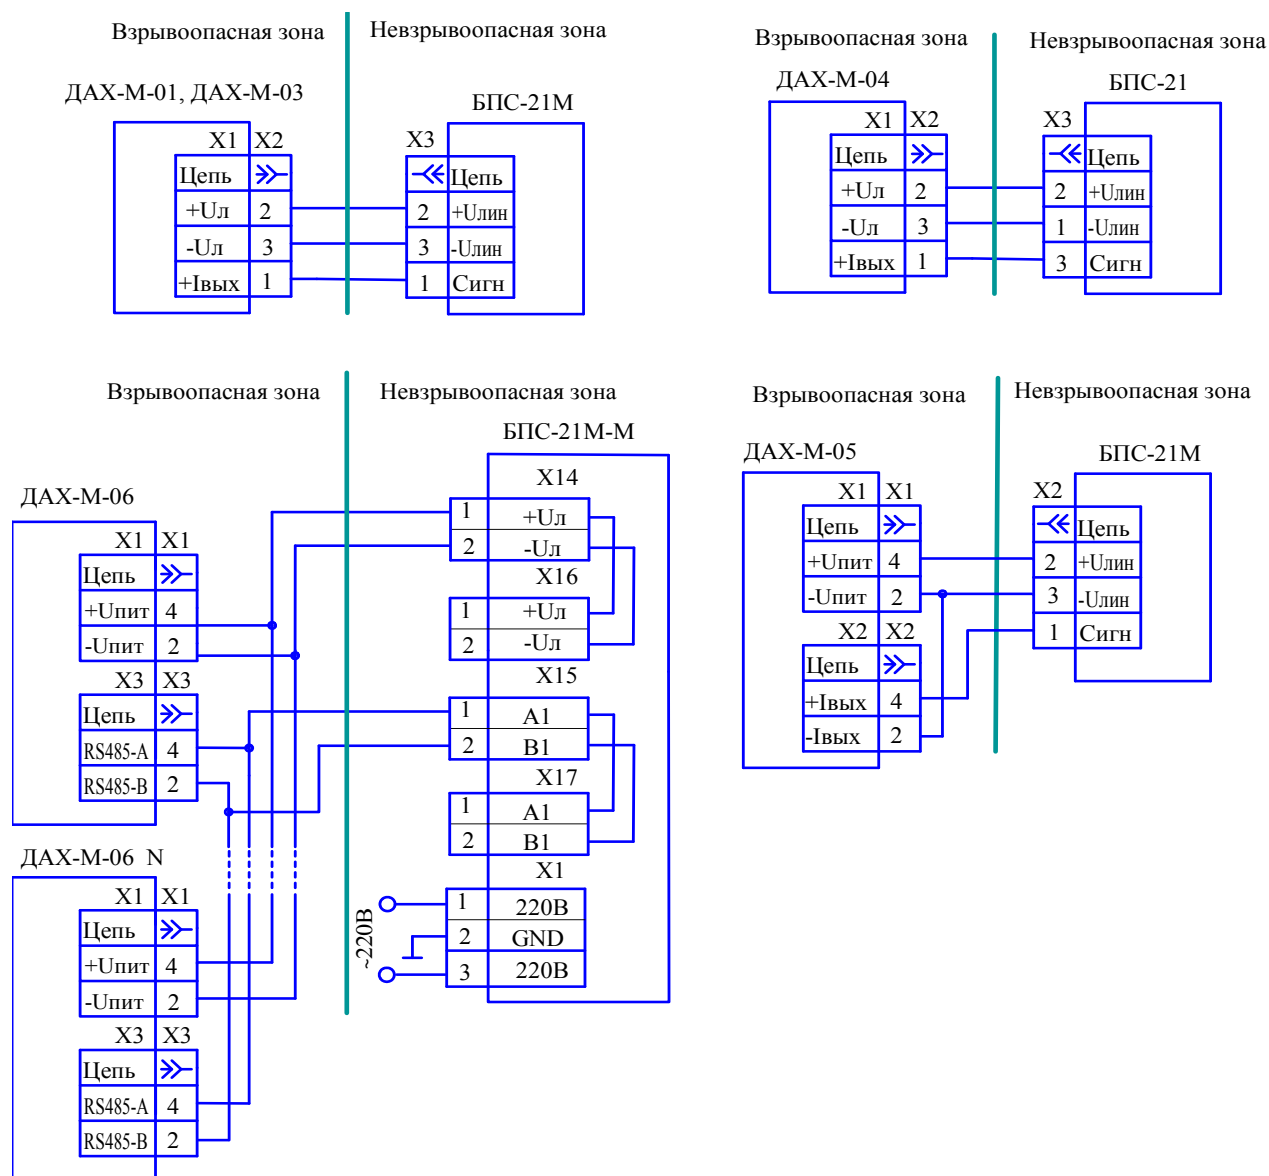 Взрывоопасная зона
Невзрывоопасная зона
ДАХ-М-01, ДАХ-М-03
БПС-21М
X1 X2
X3
Цепь
Цепь
+Uл 2
2 +Uлин
-Uл 3
3 -Uлин
+Iвых 1
1 Сигн
Взрывоопасная зона
Невзрывоопасная зона
ДАХ-М-04
БПС-21
X1 X2
X3
Цепь
Цепь
+Uл 2
2 +Uлин
-Uл 3
1 -Uлин
+Iвых 1
3 Сигн
Взрывоопасная зона
Невзрывоопасная зона
БПС-21М-М
ДАХ-М-06
X1 X1
Цепь
+Uпит 4
-Uпит 2
X3 X3
Цепь
RS485-A 4
RS485-B 2
ДАХ-М-06 N
X1 X1
Цепь
+Uпит 4
-Uпит 2
X3 X3
Цепь
RS485-A 4
RS485-B 2
X14
1 +Uл
2 -Uл
X16
1 +Uл
2 -Uл
X15
1 A1
2 B1
X17
1 A1
2 B1
X1
1 220В
2 GND
3 220В
~220В
Взрывоопасная зона
Невзрывоопасная зона
ДАХ-М-05
БПС-21М
X1 X1
X2
Цепь
Цепь
+Uпит 4
2 +Uлин
-Uпит 2
3 -Uлин
X2 X2
1 Сигн
Цепь
+Iвых 4
-Iвых 2